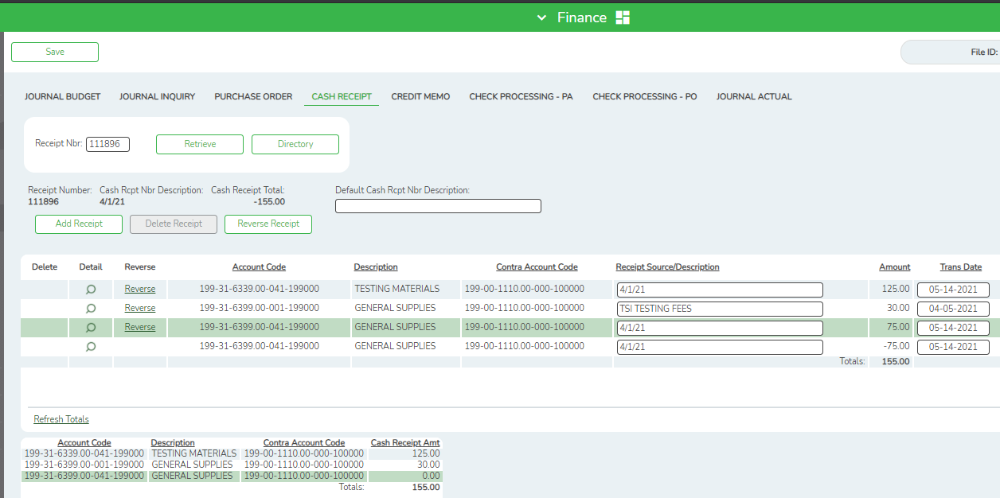 Finance
Save
File ID:
JOURNAL BUDGET JOURNAL INQUIRY PURCHASE ORDER CASH RECEIPT CREDIT MEMO CHECK PROCESSING - PA CHECK PROCESSING - PO JOURNAL ACTUAL
Receipt Nbr: 111896 Retrieve Directory
Receipt Number: Cash Rcpt Nbr Description: Cash Receipt Total: Default Cash Rcpt Nbr Description:
111896 4/1/21 -155.00
Add Receipt Delete Receipt Reverse Receipt
Delete Detail Reverse Account Code Description Contra Account Code Receipt Source/Description Amount Trans Date
Reverse 199-31-6339.00-041-199000 TESTING MATERIALS 199-00-1110.00-000-100000 4/1/21 125.00 05-14-2021
Reverse 199-31-6399.00-001-199000 GENERAL SUPPLIES 199-00-1110.00-000-100000 TSI TESTING FEES 30.00 04-05-2021
Reverse 199-31-6399.00-041-199000 GENERAL SUPPLIES 199-00-1110.00-000-100000 4/1/21 75.00 05-14-2021
199-31-6399.00-041-199000 GENERAL SUPPLIES 199-00-1110.00-000-100000 4/1/21 -75.00 05-14-2021
Totals: 155.00
Refresh Totals
Account Code Description Contra Account Code Cash Receipt Amt
199-31-6339.00-041-199000 TESTING MATERIALS 199-00-1110.00-000-100000 125.00
199-31-6399.00-001-199000 GENERAL SUPPLIES 199-00-1110.00-000-100000 30.00
199-31-6399.00-041-199000 GENERAL SUPPLIES 199-00-1110.00-000-100000 0.00
Totals: 155.00